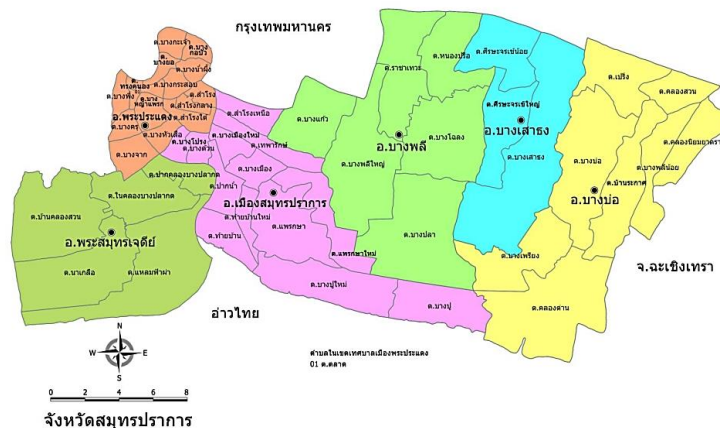 กรุงเทพมหานคร
ต.บางกะเจ้า
ต.บาง
กอบัว
ต.
บางยอ
ต.บางน้ำผึ้ง
ต.
ทรงคนอง
ต.บางกระสอบ
ต.บางพึ่ง
ต.บาง
หญ้าแพรก
ต.สำโรง
ต.สำโรงกลาง
อ.พระประแดง
ต.สำโรงใต้
ต.บางครุ
ต.บางหัวเสือ
ต.บางจาก
ต.สำโรงเหนือ
ต.บางเมืองใหม่
ต.เทพารักษ์
ต.บางโปรง
ต.บางด้วน
ต.บางเมือง
ต.ปากน้ำ
อ.เมืองสมุทรปราการ
ต.ท้ายบ้านใหม่
ต.ท้ายบ้าน
ต.แพรกษา
ต.แพรกษาใหม่
ต.บางปูใหม่
ต.บางปู
ต.ปากคลองบางปลากด
ต.ในคลองบางปลากด
ต.บ้านคลองสวน
อ.พระสมุทรเจดีย์
ต.นาเกลือ
ต.แหลมฟ้าผ่า
ต.ราชาเทวะ
ต.หนองปรือ
ต.บางแก้ว
อ.บางพลี
ต.บางโฉลง
ต.บางพลีใหญ่
ต.บางปลา
ต.ศีรษะจรเข้น้อย
ต.ศีรษะจรเข้ใหญ่
อ.บางเสาธง
ต.บางเสาธง
ต.เปร็ง
ต.คลองสวน
ต.คลองนิยมยาตรา
ต.บางบ่อ
ต.บางพลีน้อย
ต.บ้านระกาศ
อ.บางบ่อ
ต.บางเพรียง
ต.คลองด่าน
จ.ฉะเชิงเทรา
อ่าวไทย
N
W
E
S
0 2 4 6 8
ตำบลในเขตเทศบาลเมืองพระประแดง
01 ต.ตลาด
จังหวัดสมุทรปราการ